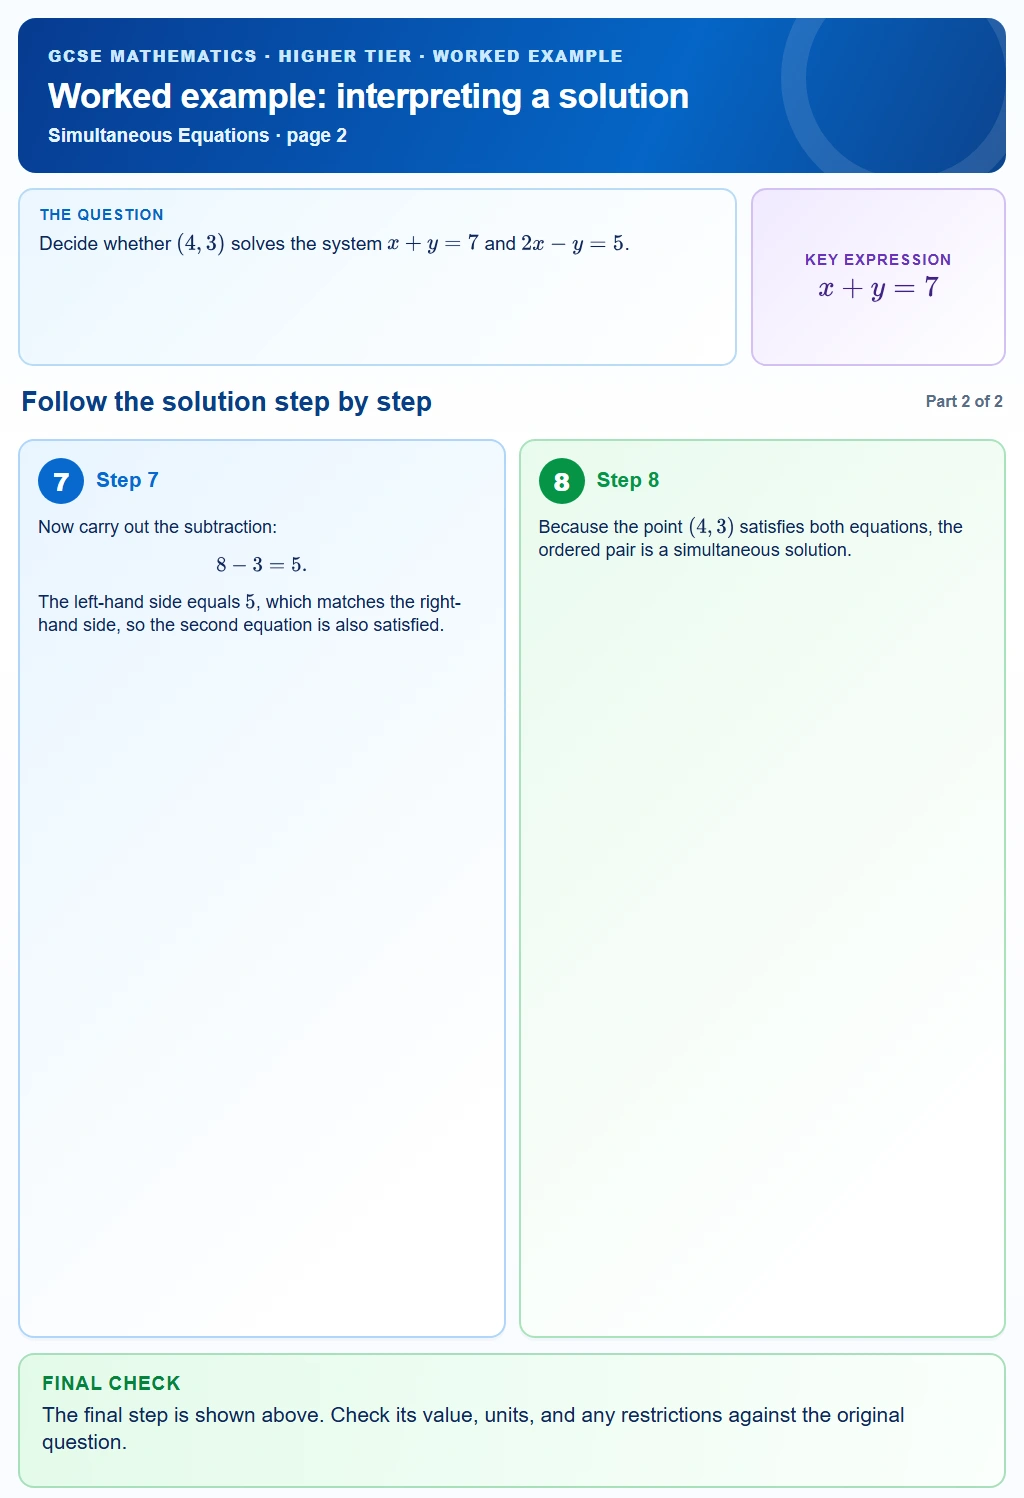 GCSE MATHEMATICS · HIGHER TIER · WORKED EXAMPLE
Worked example: interpreting a solution
Simultaneous Equations · page 2
THE QUESTION
Decide whether (4, 3) solves the system x + y = 7 and 2x − y = 5.
KEY EXPRESSION
x + y = 7
Follow the solution step by step
Part 2 of 2
7 Step 7
Now carry out the subtraction:
8 − 3 = 5.
The left-hand side equals 5, which matches the right-
hand side, so the second equation is also satisfied.
8 Step 8
Because the point (4, 3) satisfies both equations, the
ordered pair is a simultaneous solution.
FINAL CHECK
The final step is shown above. Check its value, units, and any restrictions against the original
question.